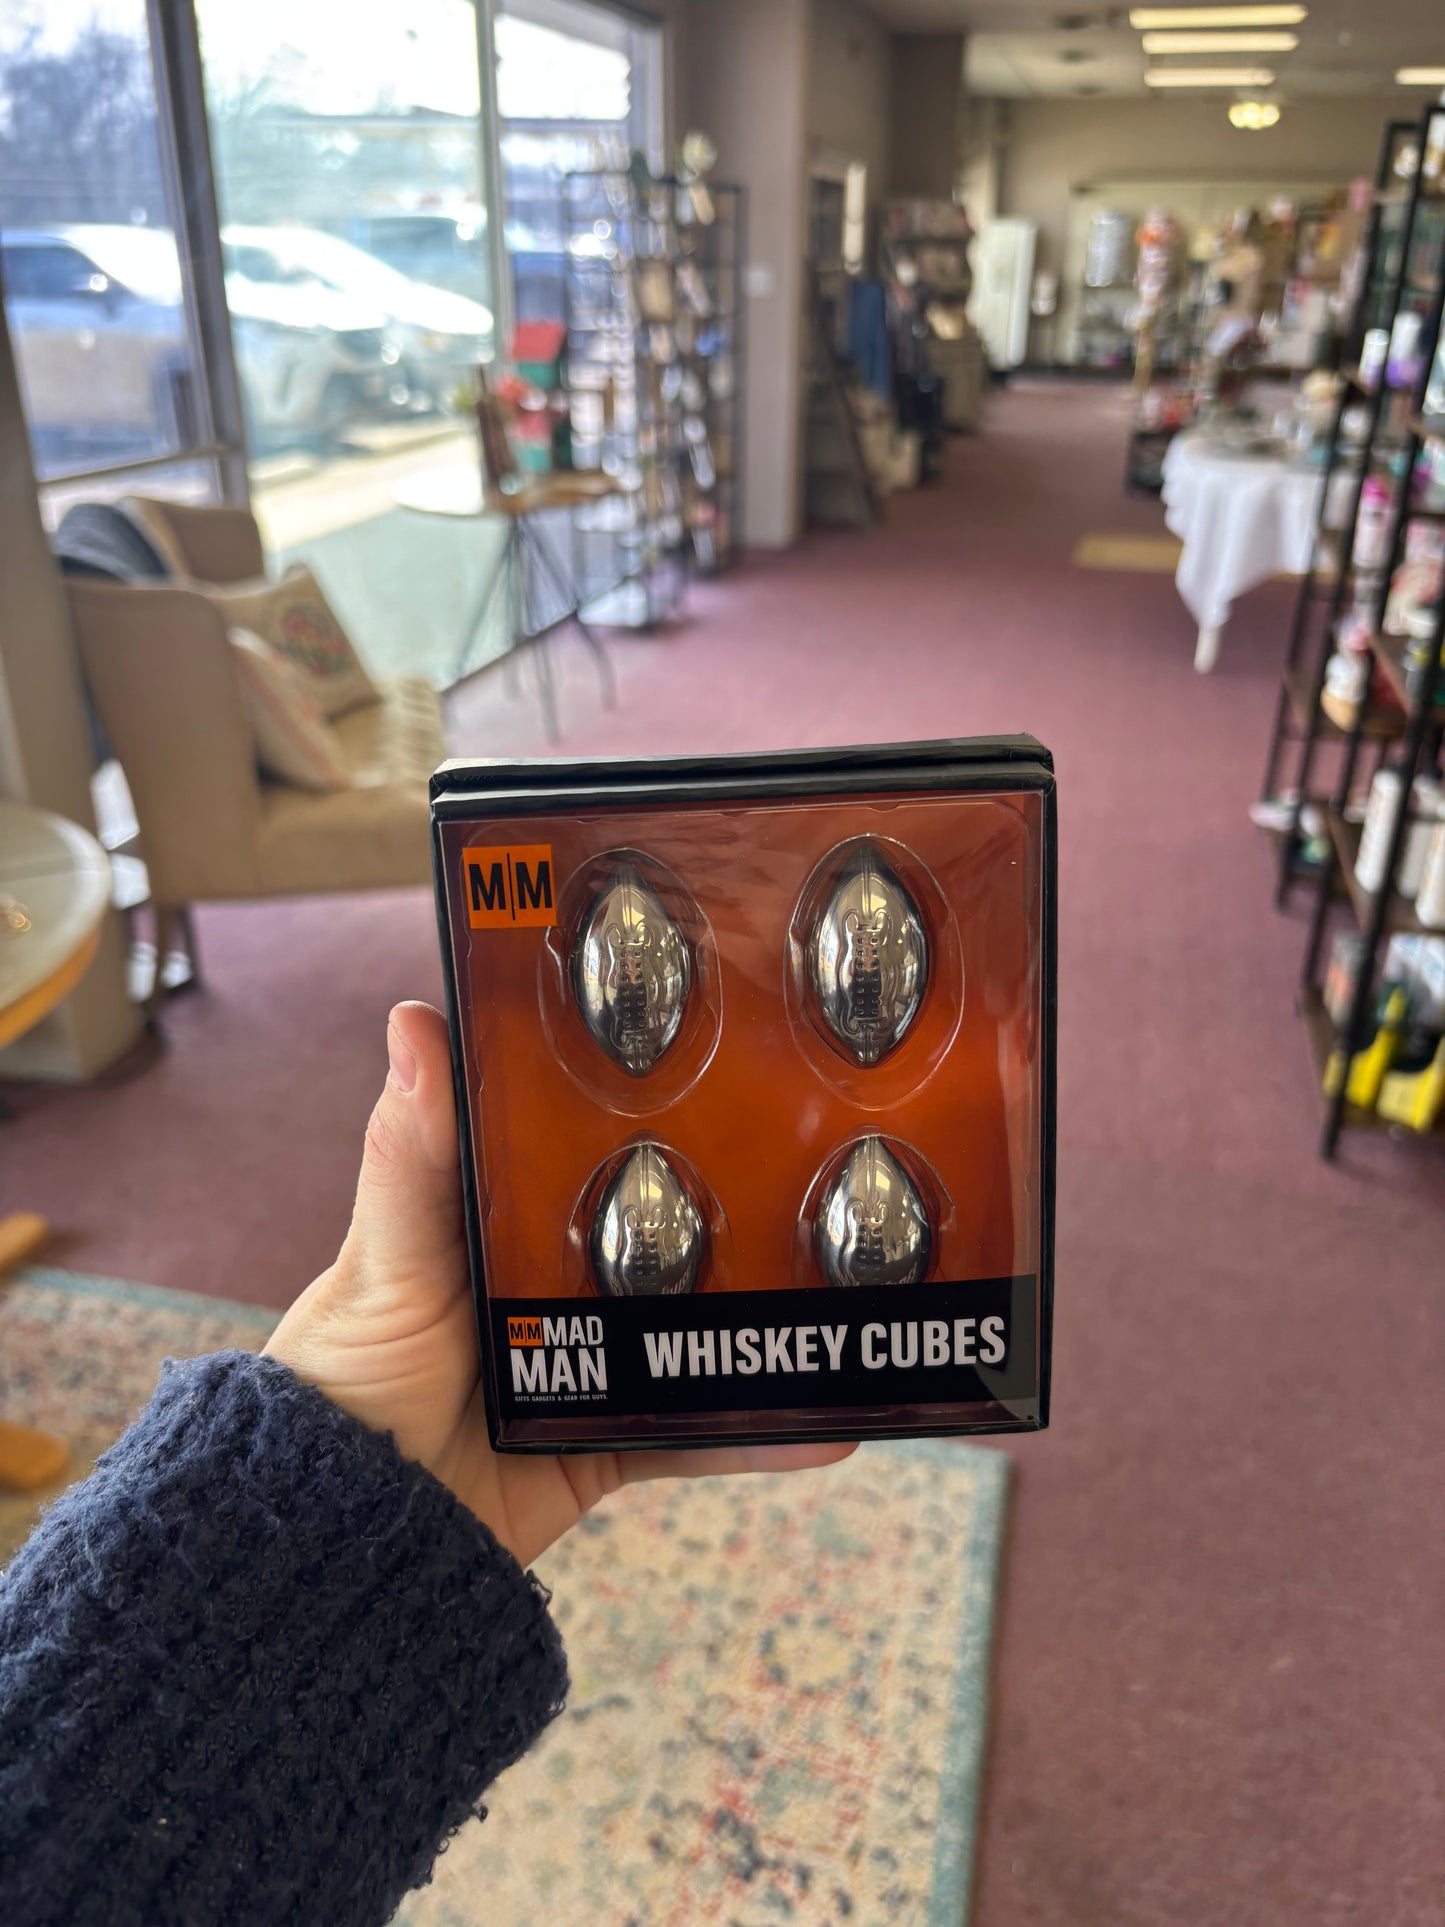 M|M
M|M MAD
MAN
GIFTS GADGETS & GEAR FOR GUYS.
WHISKEY CUBES